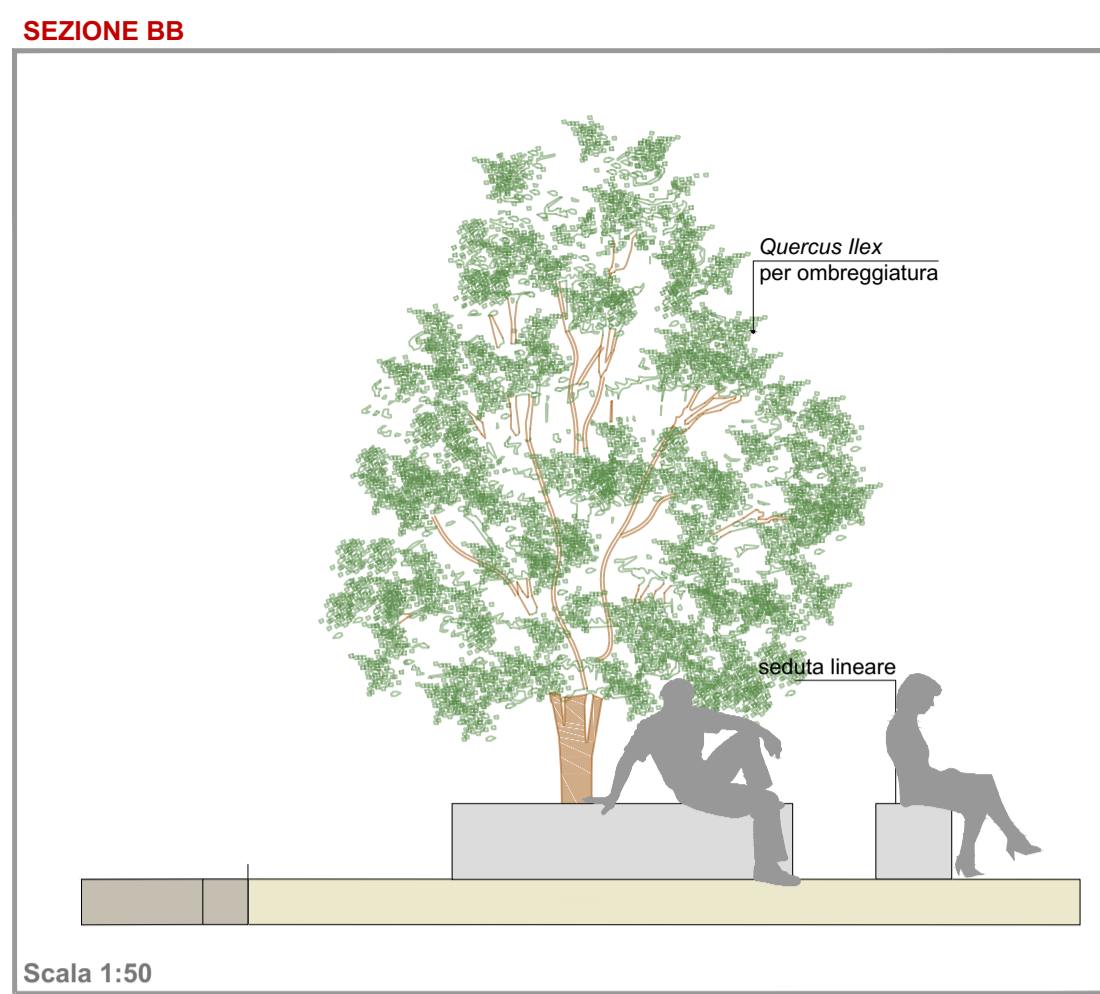 SEZIONE BB
Quercus Ilex
per ombreggiatura
seduta lineare
Scala 1:50